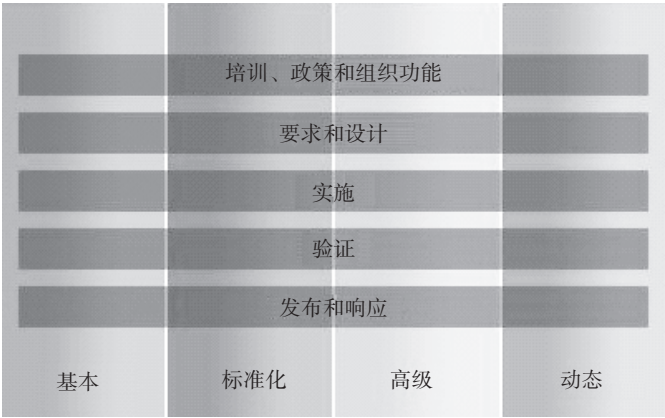 培训、政策和组织功能
要求和设计
实施
验证
发布和响应
基本 标准化 高级 动态